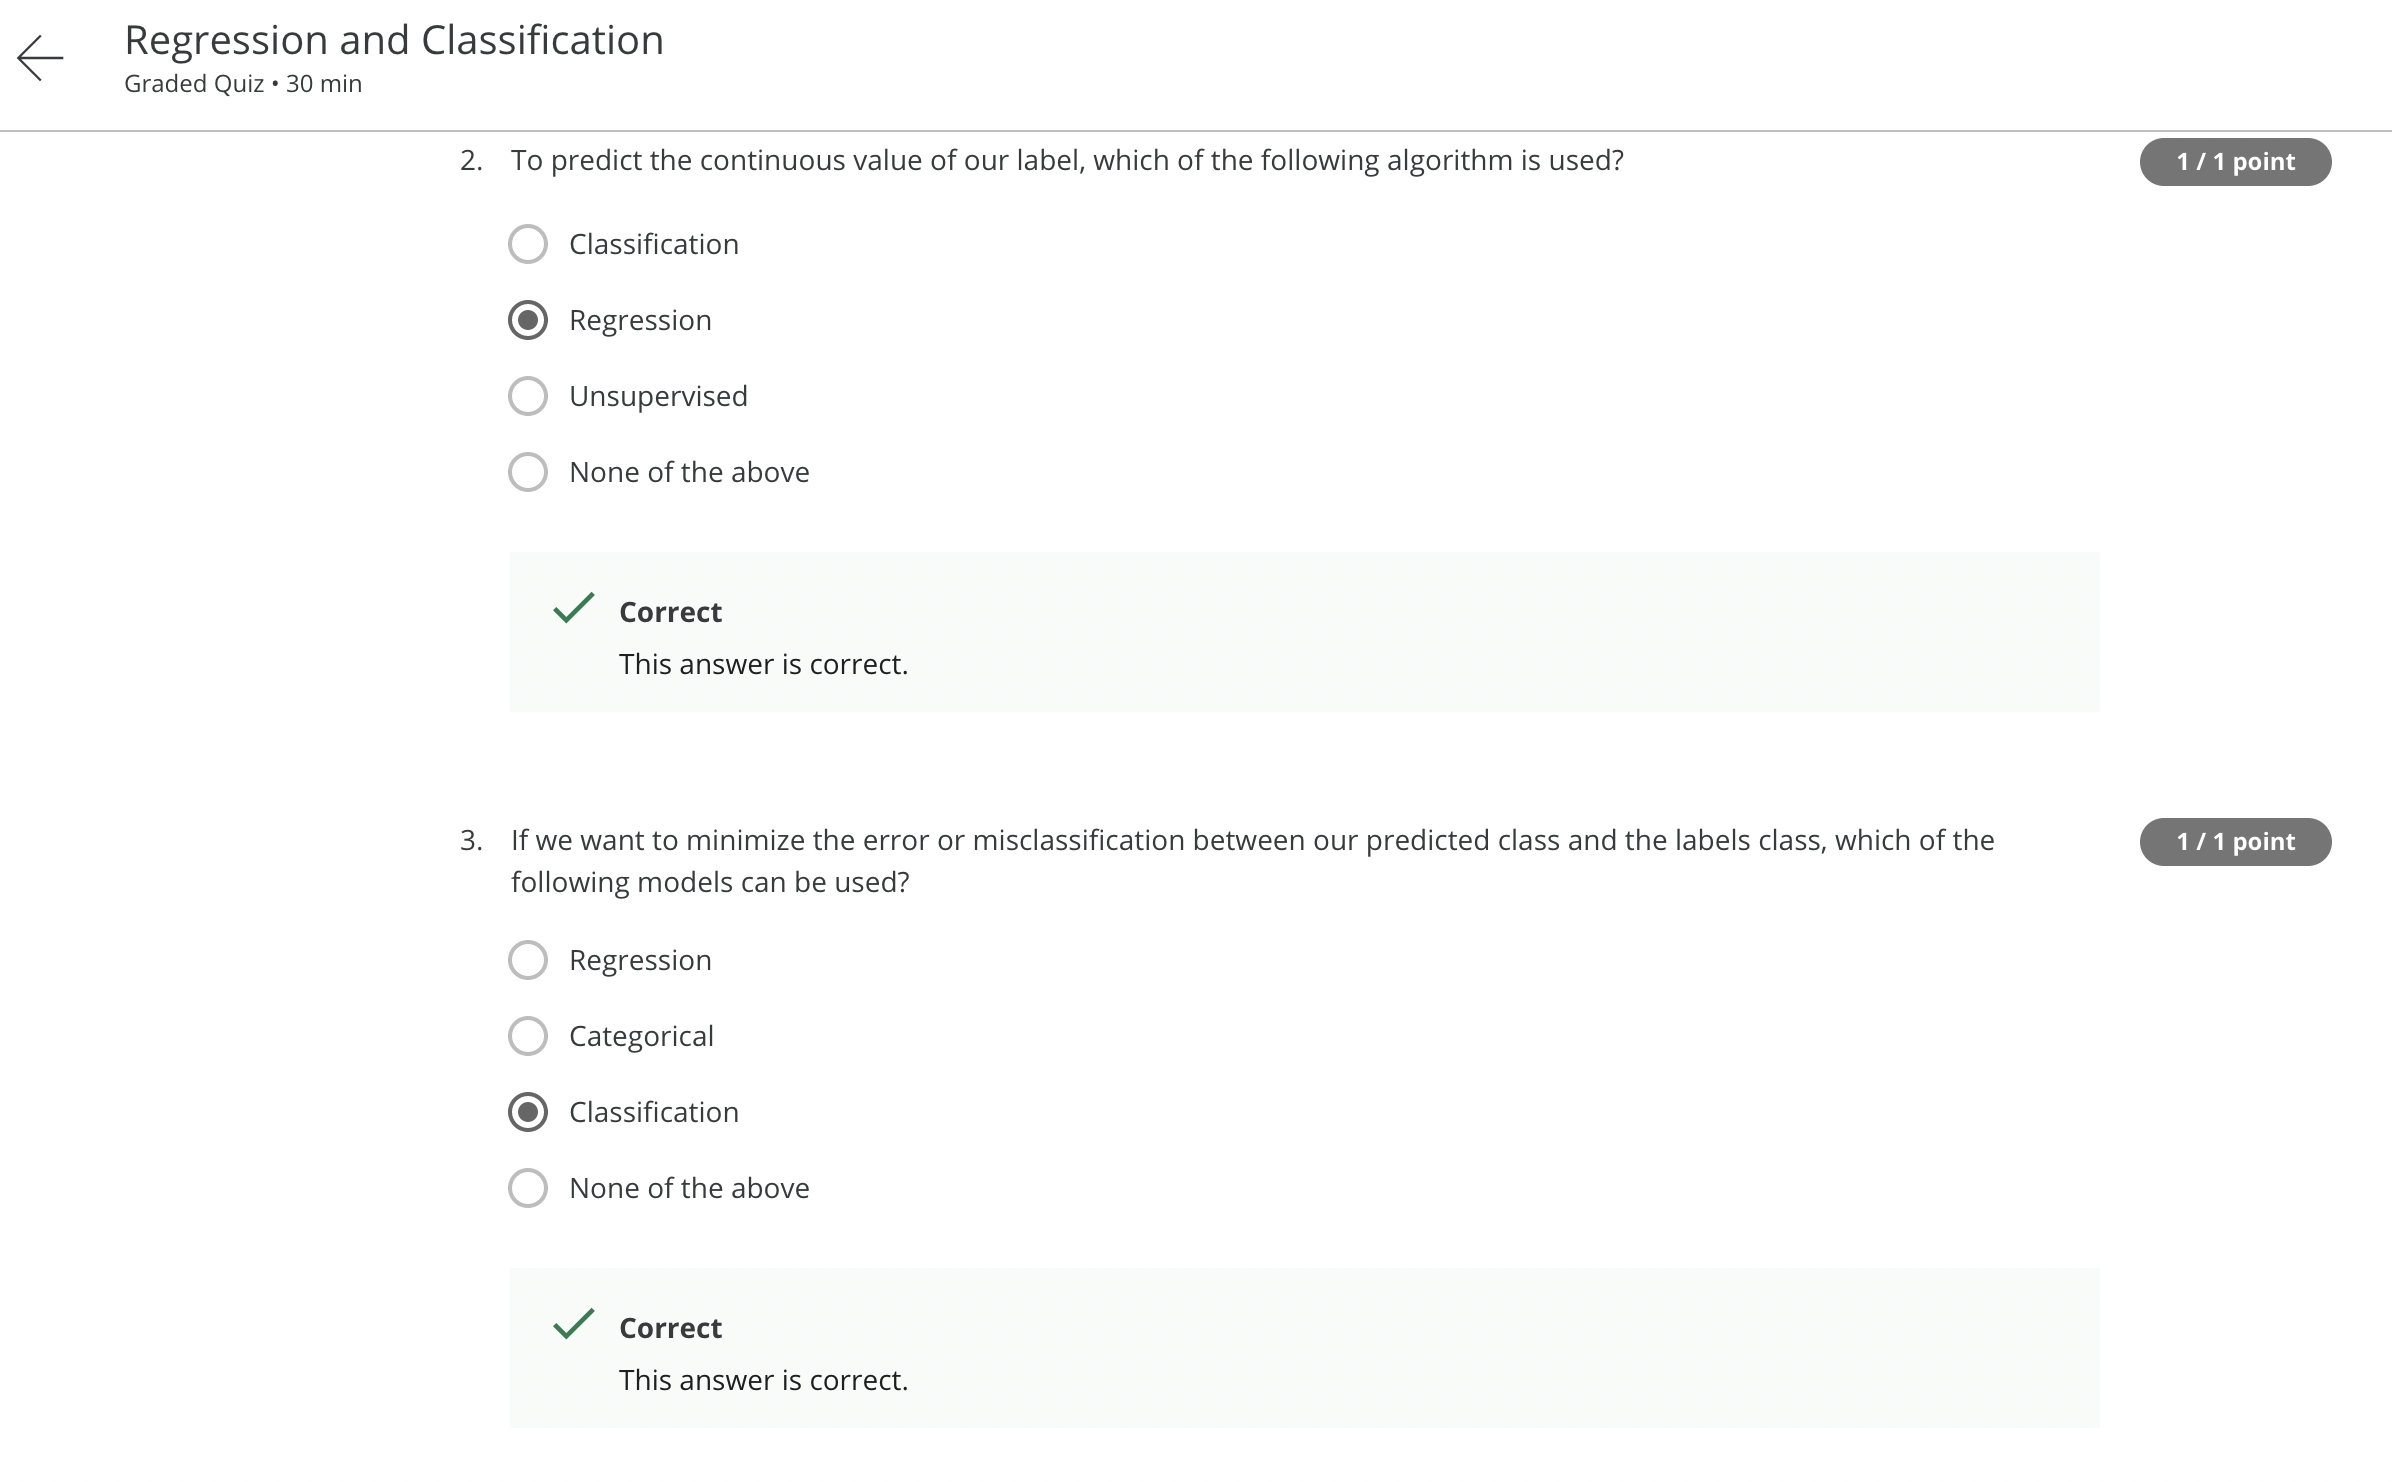 Regression and Classification
Graded Quiz • 30 min
2. To predict the continuous value of our label, which of the following algorithm is used?
1 / 1 point
Classification
Regression
Unsupervised
None of the above
Correct
This answer is correct.
3. If we want to minimize the error or misclassification between our predicted class and the labels class, which of the
following models can be used?
1 / 1 point
Regression
Categorical
Classification
None of the above
Correct
This answer is correct.